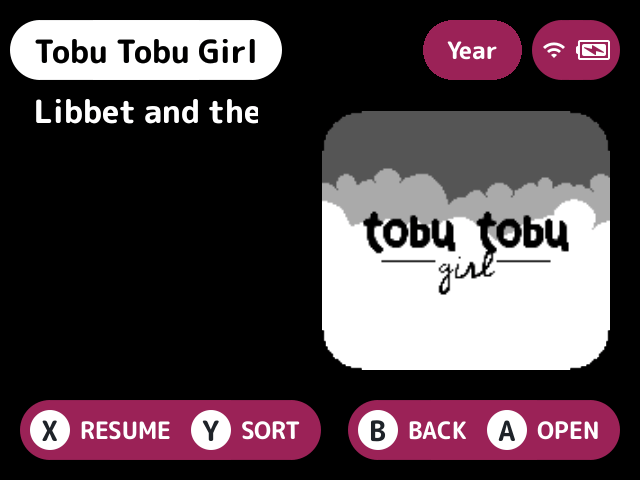 Tobu Tobu Girl
Year
Libbet and the
tobu tobu
girl
X RESUME Y SORT
B BACK A OPEN